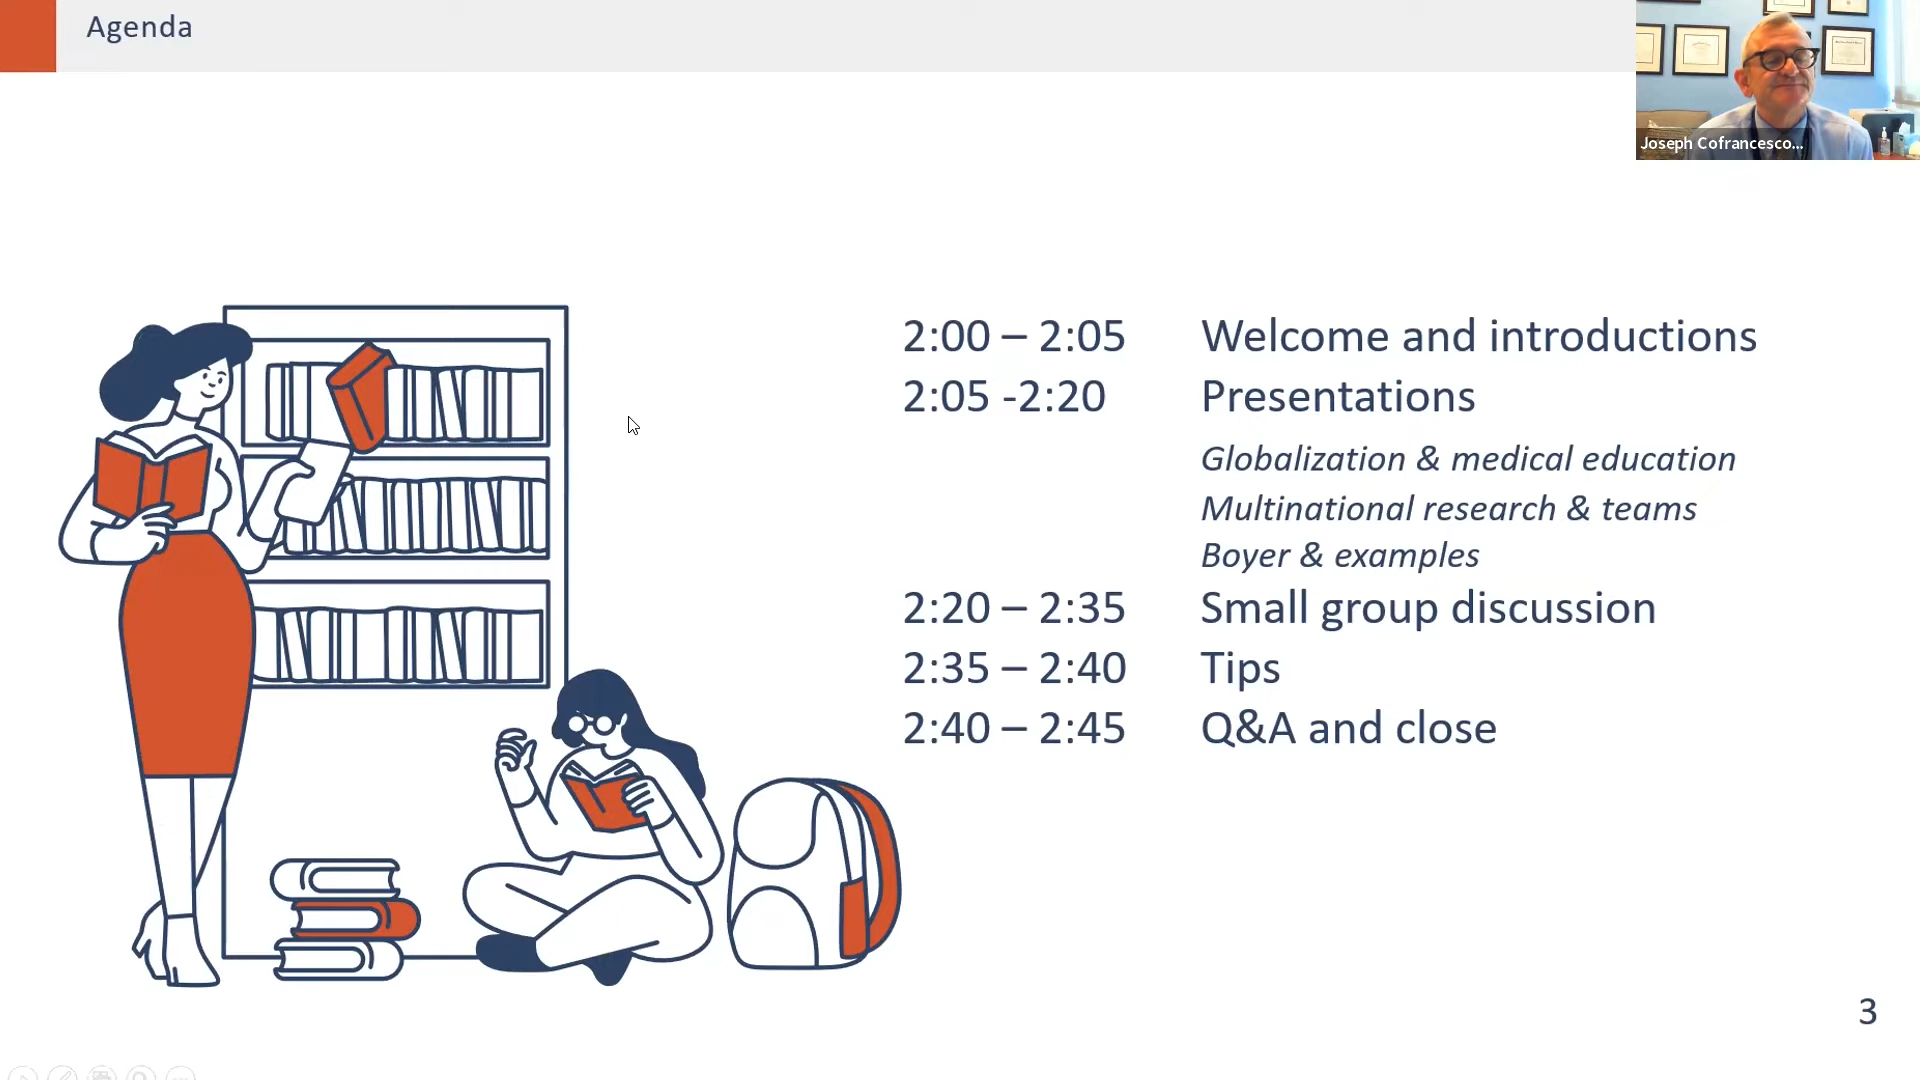 Agenda
Joseph Cofrancesco...
2:00 – 2:05 Welcome and introductions
2:05 -2:20 Presentations
Globalization & medical education
Multinational research & teams
Boyer & examples
2:20 – 2:35 Small group discussion
2:35 – 2:40 Tips
2:40 – 2:45 Q&A and close
3